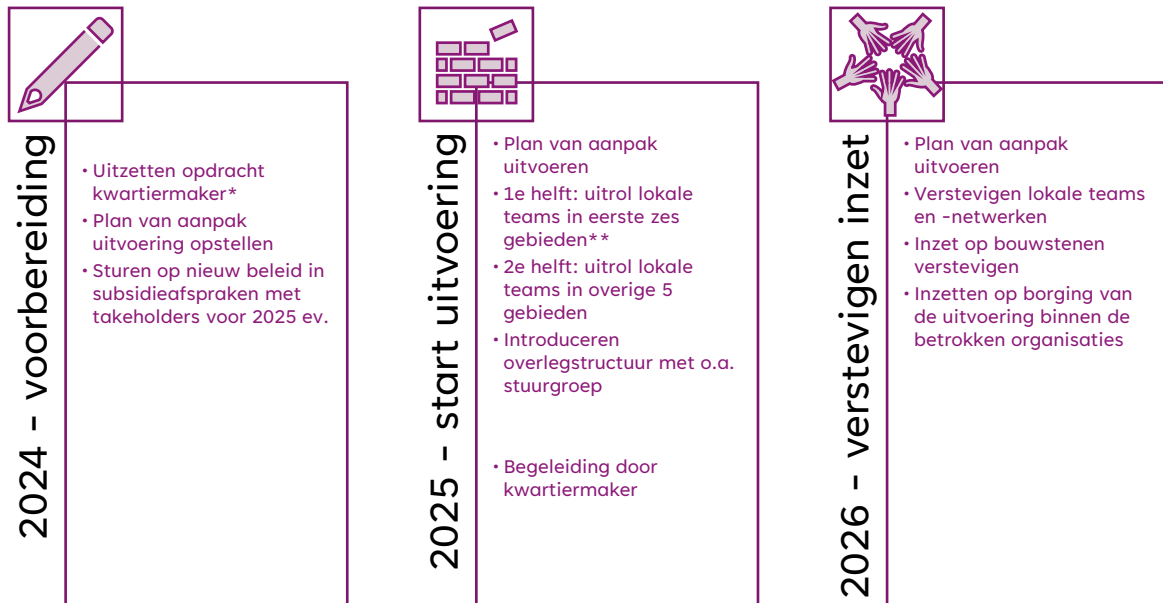 2024 - voorbereiding
• Uitzetten opdracht
kwartiermaker*
• Plan van aanpak
uitvoering opstellen
• Sturen op nieuw beleid in
subsidieafspraken met
takeholders voor 2025 ev.
2025 - start uitvoering
• Plan van aanpak
uitvoeren
• 1e helft: uitrol lokale
teams in eerste zes
gebieden**
• 2e helft: uitrol lokale
teams in overige 5
gebieden
• Introduceren
overlegstructuur met o.a.
stuurgroep
• Begeleiding door
kwartiermaker
2026 - verstevigen inzet
• Plan van aanpak
uitvoeren
• Verstevigen lokale teams
en -netwerken
• Inzet op bouwstenen
verstevigen
• Inzetten op borging van
de uitvoering binnen de
betrokken organisaties